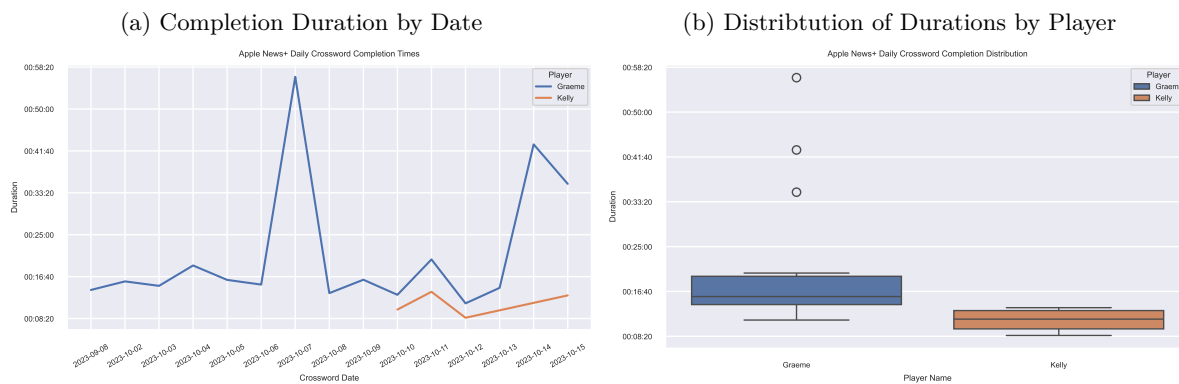 (a) Completion Duration by Date
Apple News+ Daily Crossword Completion Times
Player
Graeme
Kelly
00:58:20
00:50:00
00:41:40
00:33:20
00:25:00
00:16:40
00:08:20
Duration
2023-09-08
2023-10-02
2023-10-03
2023-10-04
2023-10-05
2023-10-06
2023-10-07
2023-10-08
2023-10-09
2023-10-10
2023-10-11
2023-10-12
2023-10-13
2023-10-14
2023-10-15
Crossword Date
(b) Distribtution of Durations by Player
Apple News+ Daily Crossword Completion Distribution
Player
Graem
Kelly
00:58:20
00:50:00
00:41:40
00:33:20
00:25:00
00:16:40
00:08:20
Duration
Graeme
Kelly
Player Name